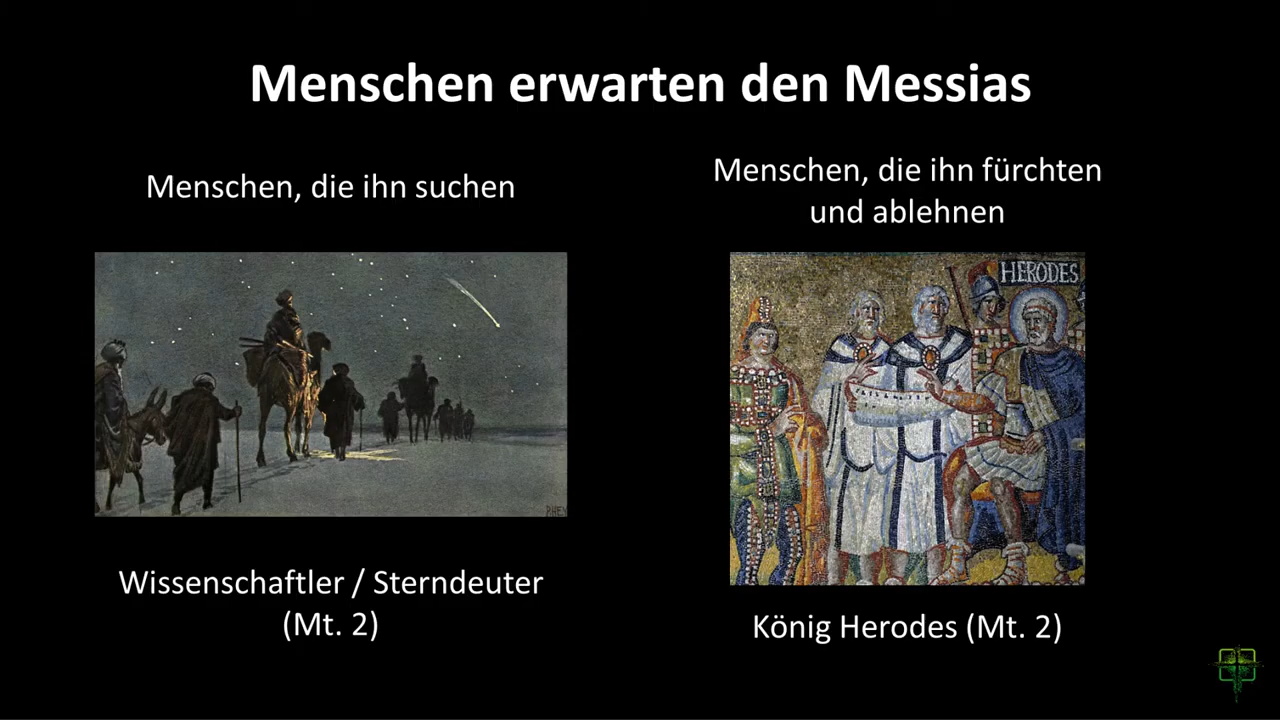 Menschen erwarten den Messias
Menschen, die ihn suchen
Menschen, die ihn fürchten
und ablehnen
HERODES
Wissenschaftler / Sterndeuter
(Mt. 2)
König Herodes (Mt. 2)